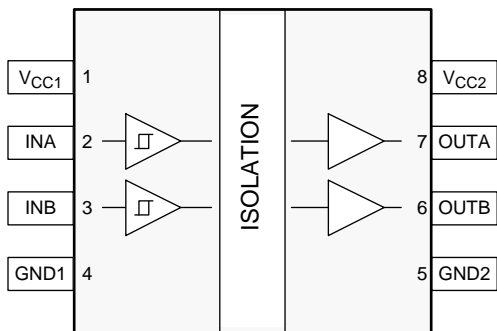 VCC1 1 8 VCC2
INA 2 7 OUTA
ISOLATION
INB 3 6 OUTB
GND1 4 5 GND2